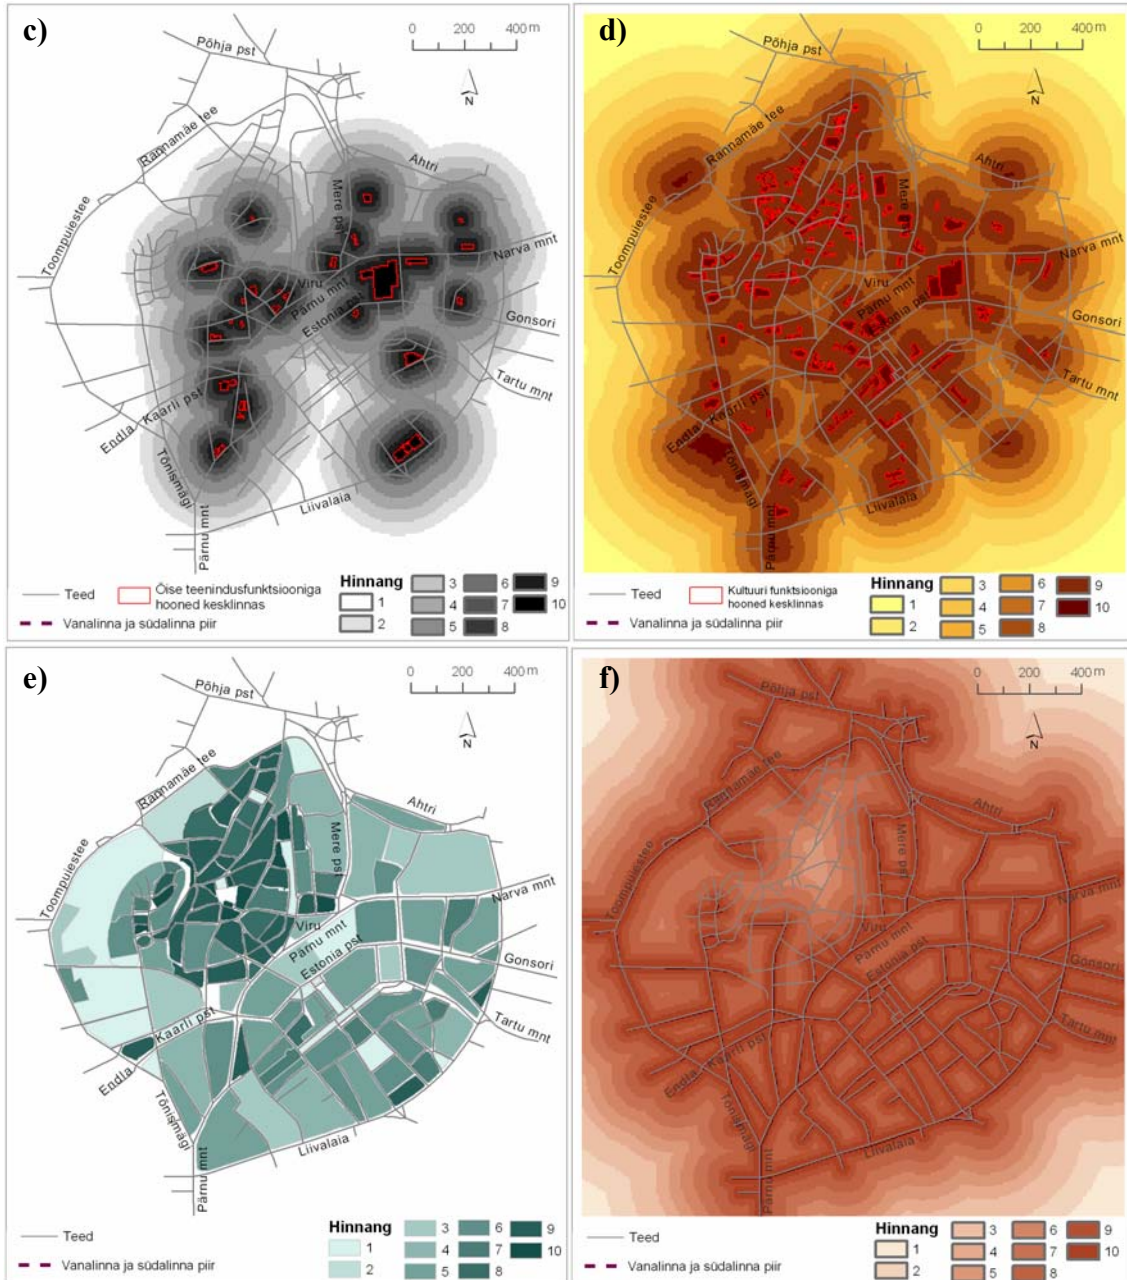 c)
0 200 400 m
Põhja pst
N
Rannamäe tee
Ahtri
Mere pst
Toompuiestee
Narva mnt
Viru
Pärnu mnt
Estonia pst
Gonsori
Tartu mnt
Kaarli pst
Endla
Tõnismägi
Liivalaia
Pärnu mnt
Teed
Õise teenindusfunktsiooniga
hooned kesklinnas
Vanalinna ja südalinna piir
Hinnang
1
2
3
4
5
6
7
8
9
10
d)
0 200 400 m
Põhja pst
N
Rannamäe tee
Ahtri
Mere pst
Toompuiestee
Narva mnt
Viru
Pärnu mnt
Estonia pst
Gonsori
Tartu mnt
Kaarli pst
Endla
Tõnismägi
Liivalaia
Pärnu mnt
Teed
Kultuuri funktsiooniga
hooned kesklinnas
Vanalinna ja südalinna piir
Hinnang
1
2
3
4
5
6
7
8
9
10
e)
0 200 400 m
Põhja pst
N
Rannamäe tee
Ahtri
Mere pst
Toompuiestee
Narva mnt
Viru
Pärnu mnt
Estonia pst
Gonsori
Tartu mnt
Kaarli pst
Endla
Tõnismägi
Liivalaia
Pärnu mnt
Teed
Vanalinna ja südalinna piir
Hinnang
1
2
3
4
5
6
7
8
9
10
f)
0 200 400 m
Põhja pst
N
Rannamäe tee
Ahtri
Mere pst
Toompuiestee
Narva mnt
Viru
Pärnu mnt
Estonia pst
Gonsori
Tartu mnt
Kaarli pst
Endla
Tõnismägi
Liivalaia
Pärnu mnt
Teed
Vanalinna ja südalinna piir
Hinnang
1
2
3
4
5
6
7
8
9
10